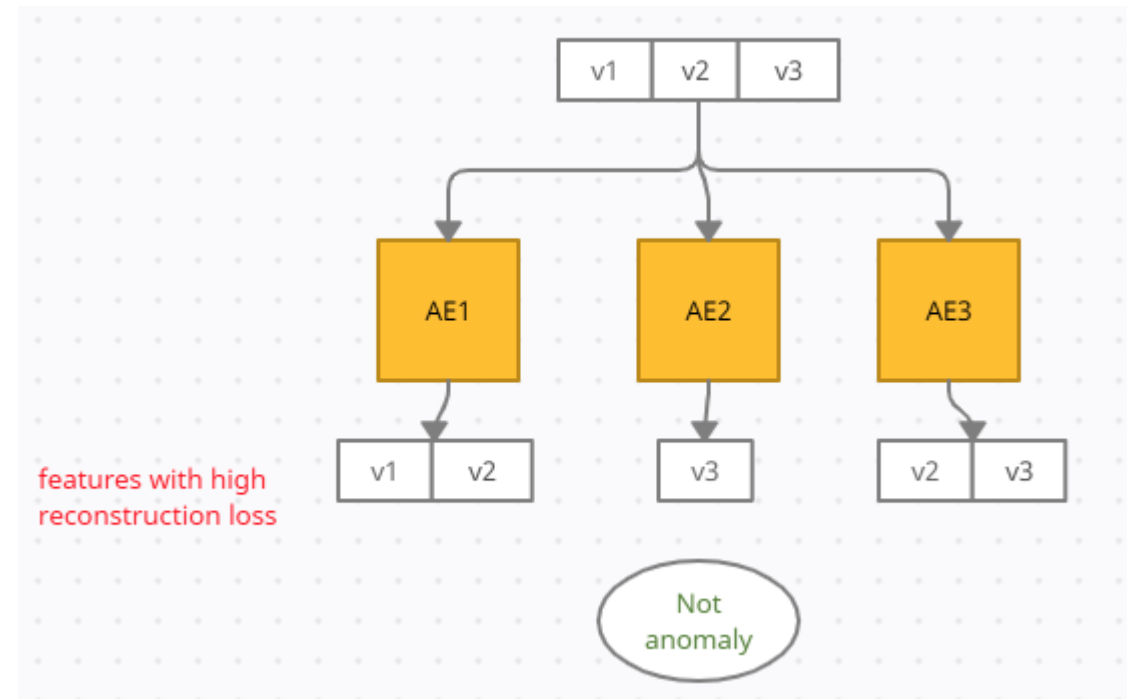 v1 v2 v3
AE1 AE2 AE3
v1 v2 v3 v2 v3
features with high
reconstruction loss
Not
anomaly